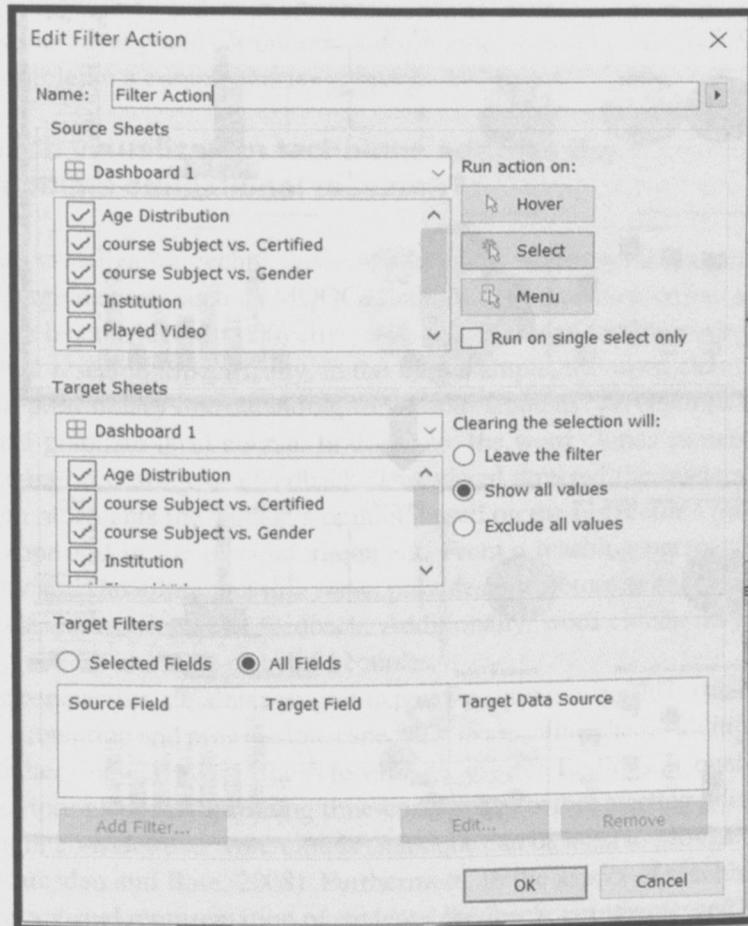 Edit Filter Action
Name: Filter Action
Source Sheets
Dashboard 1
Age Distribution
course Subject vs. Certified
course Subject vs. Gender
Institution
Played Video
Run action on:
Hover
Select
Menu
Run on single select only
Target Sheets
Dashboard 1
Age Distribution
course Subject vs. Certified
course Subject vs. Gender
Institution
Clearing the selection will:
Leave the filter
Show all values
Exclude all values
Target Filters
Selected Fields All Fields
Source Field Target Field Target Data Source
Add Filter... Edit... Remove
OK Cancel